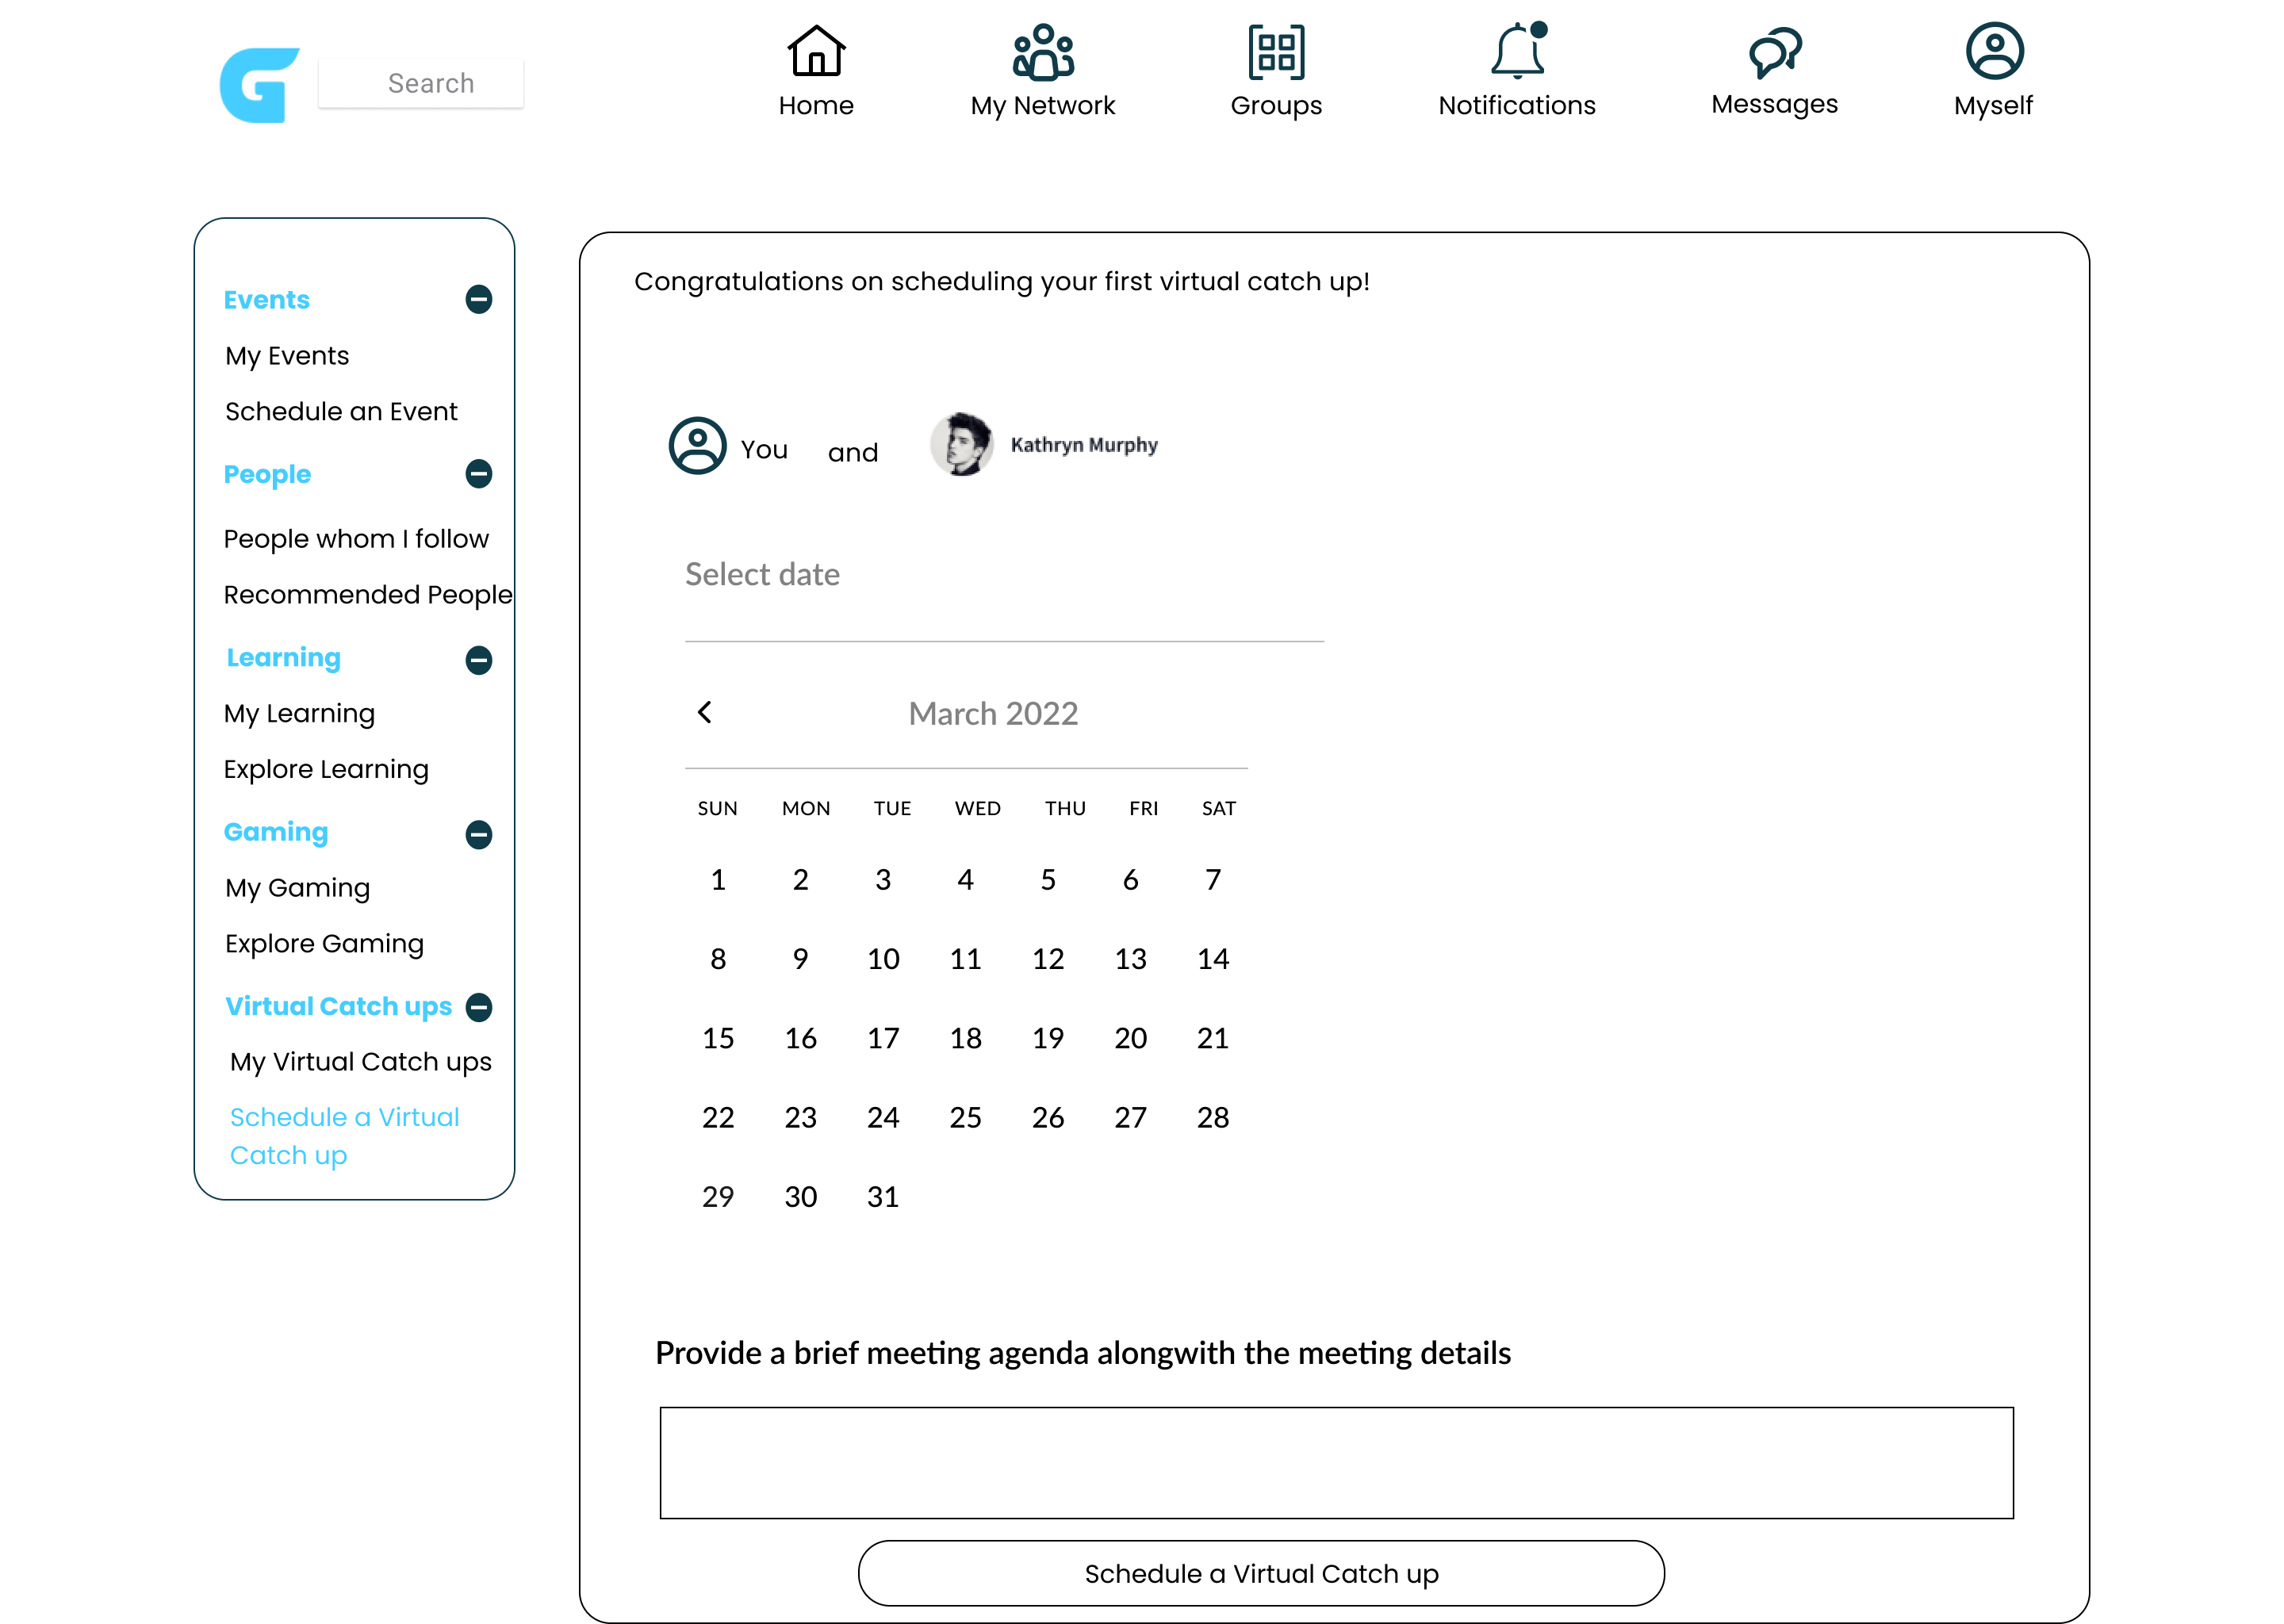 Search
Home
My Network
Groups
Notifications
Messages
Myself
Events
My Events
Schedule an Event
People
People whom I follow
Recommended People
Learning
My Learning
Explore Learning
Gaming
My Gaming
Explore Gaming
Virtual Catch ups
My Virtual Catch ups
Schedule a Virtual
Catch up
Congratulations on scheduling your first virtual catch up!
You and Kathryn Murphy
Select date
March 2022
SUN MON TUE WED THU FRI SAT
1 2 3 4 5 6 7
8 9 10 11 12 13 14
15 16 17 18 19 20 21
22 23 24 25 26 27 28
29 30 31
Provide a brief meeting agenda alongwith the meeting details
Schedule a Virtual Catch up